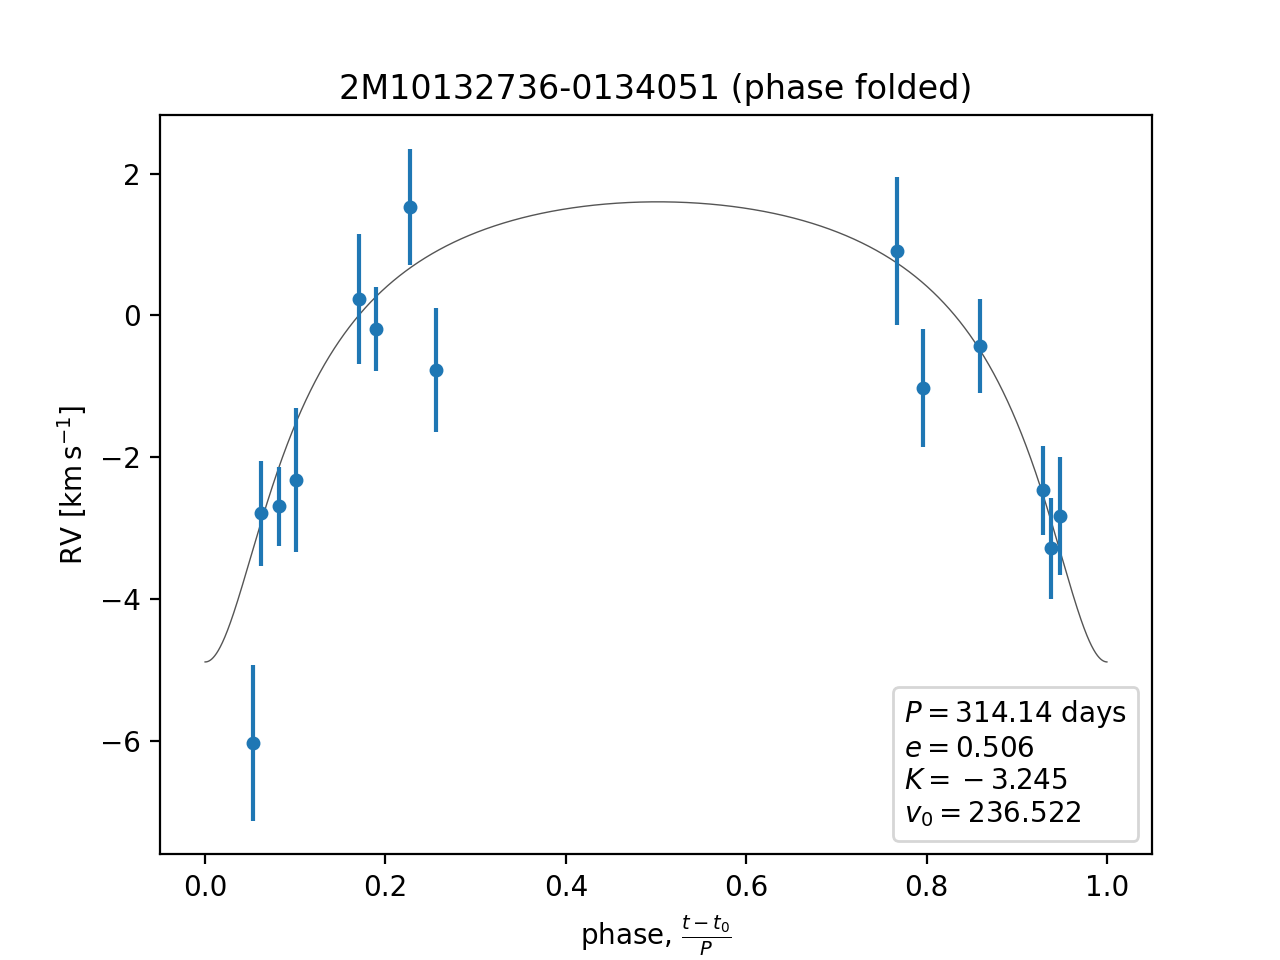 2M10132736-0134051 (phase folded)
2
0
−2
−4
−6
RV [km s⁻¹]
P = 314.14 days
e = 0.506
K = −3.245
v₀ = 236.522
0.0 0.2 0.4 0.6 0.8 1.0
phase, (t − t₀)/P